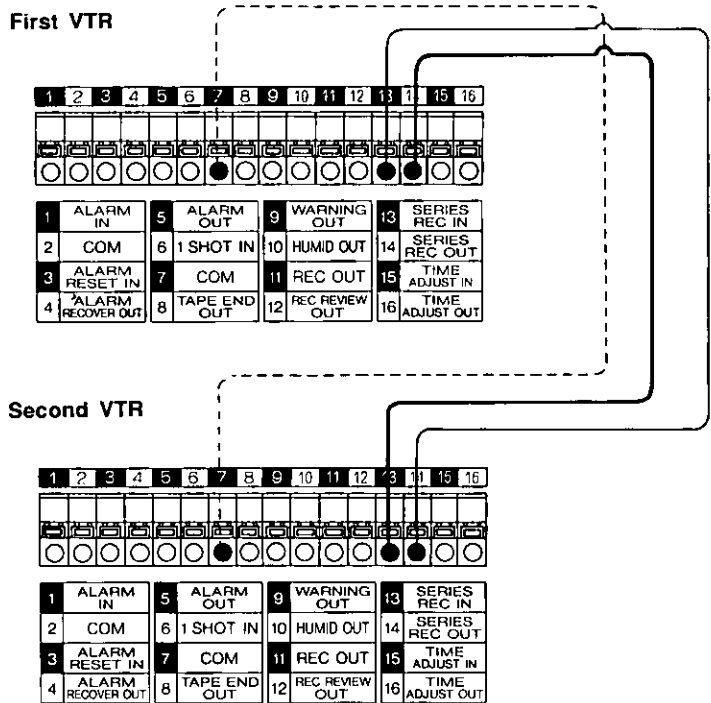 First VTR
1 2 3 4 5 6 7 8 9 10 11 12 13 14 15 16
1 ALARM IN 5 ALARM OUT 9 WARNING OUT 13 SERIES REC IN
2 COM 6 1 SHOT IN 10 HUMID OUT 14 SERIES REC OUT
3 ALARM RESET IN 7 COM 11 REC OUT 15 TIME ADJUST IN
4 ALARM RECOVER OUT 8 TAPE END OUT 12 REC REVIEW OUT 16 TIME ADJUST OUT
Second VTR
1 2 3 4 5 6 7 8 9 10 11 12 13 14 15 16
1 ALARM IN 5 ALARM OUT 9 WARNING OUT 13 SERIES REC IN
2 COM 6 1 SHOT IN 10 HUMID OUT 14 SERIES REC OUT
3 ALARM RESET IN 7 COM 11 REC OUT 15 TIME ADJUST IN
4 ALARM RECOVER OUT 8 TAPE END OUT 12 REC REVIEW OUT 16 TIME ADJUST OUT